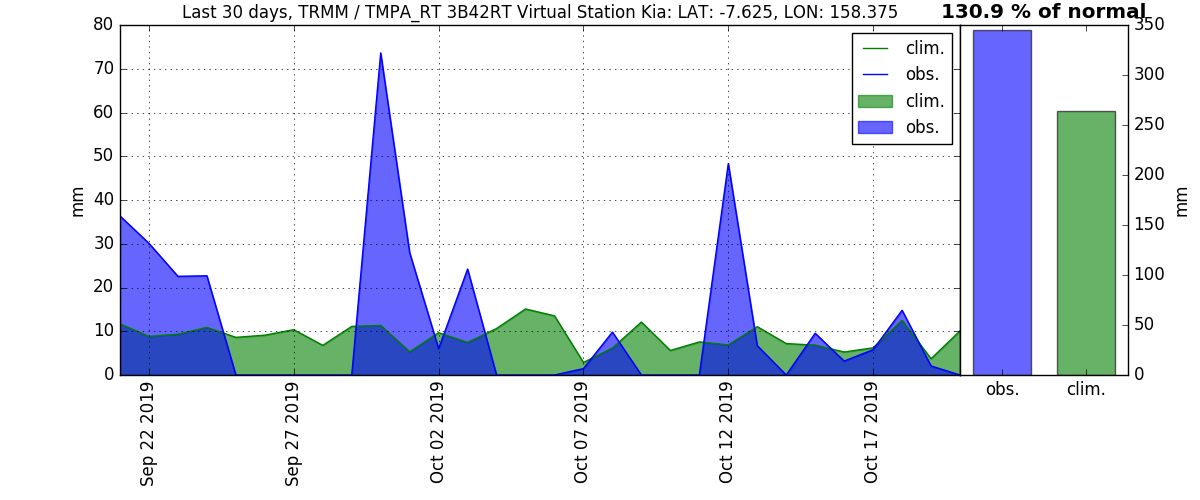 Last 30 days, TRMM / TMPA_RT 3B42RT Virtual Station Kia: LAT: -7.625, LON: 158.375
130.9 % of normal
80
70
60
50
40
30
20
10
0
mm
clim.
obs.
clim.
obs.
350
300
250
200
150
100
50
0
mm
obs.
clim.
Sep 22 2019
Sep 27 2019
Oct 02 2019
Oct 07 2019
Oct 12 2019
Oct 17 2019